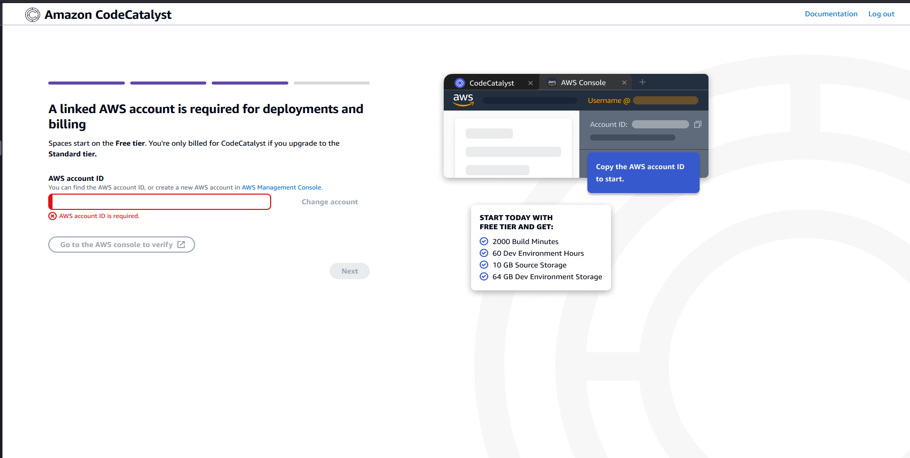 Amazon CodeCatalyst
Documentation
Log out
A linked AWS account is required for deployments and
billing
Spaces start on the Free tier. You're only billed for CodeCatalyst if you upgrade to the
Standard tier.
AWS account ID
You can find the AWS account ID, or create a new AWS account in AWS Management Console.
Change account
AWS account ID is required.
Go to the AWS console to verify
Next
CodeCatalyst
AWS Console
aws
Username @
Account ID:
Copy the AWS account ID
to start.
START TODAY WITH
FREE TIER AND GET:
2000 Build Minutes
60 Dev Environment Hours
10 GB Source Storage
64 GB Dev Environment Storage